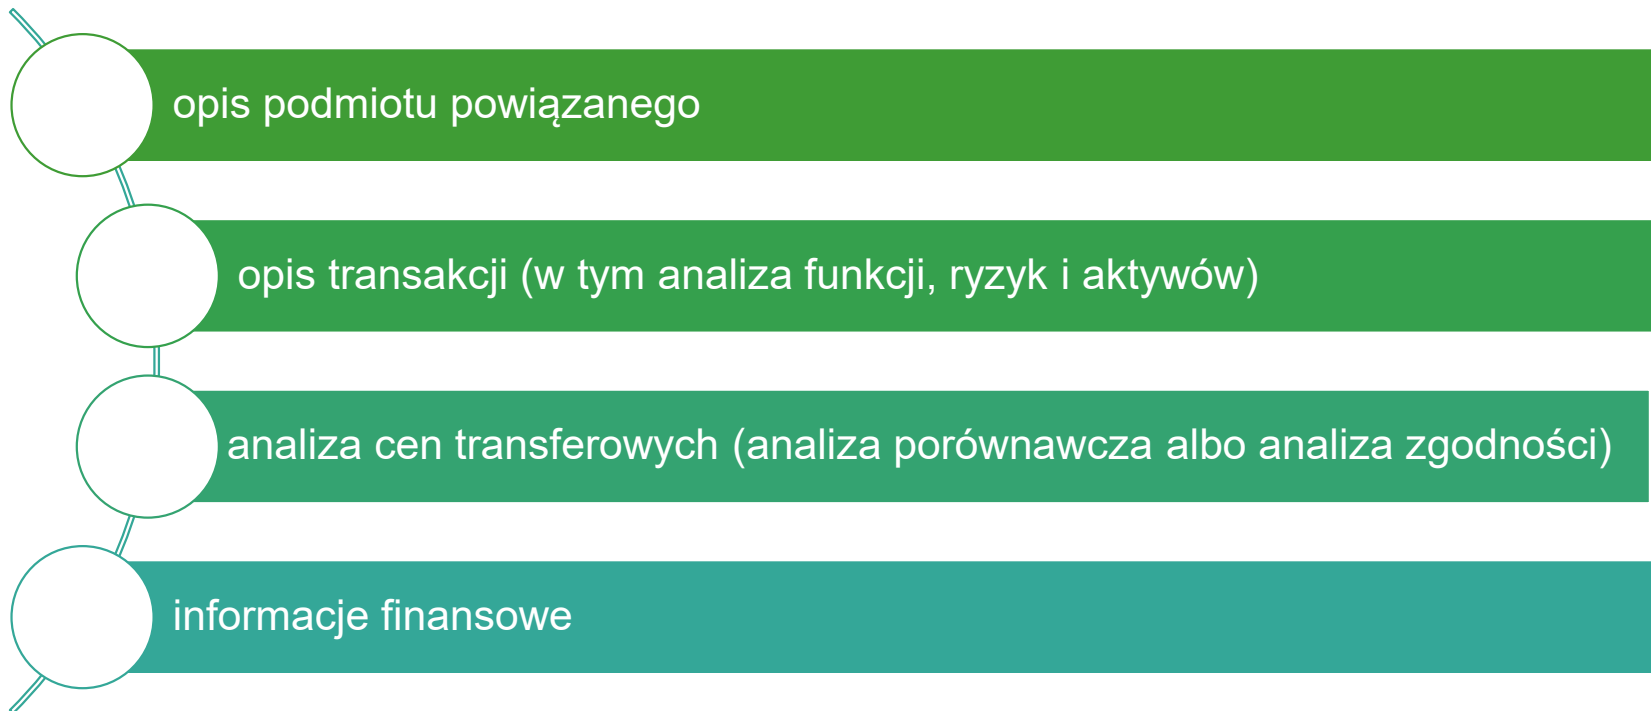 opis podmiotu powiązanego
opis transakcji (w tym analiza funkcji, ryzyk i aktywów)
analiza cen transferowych (analiza porównawcza albo analiza zgodności)
informacje finansowe